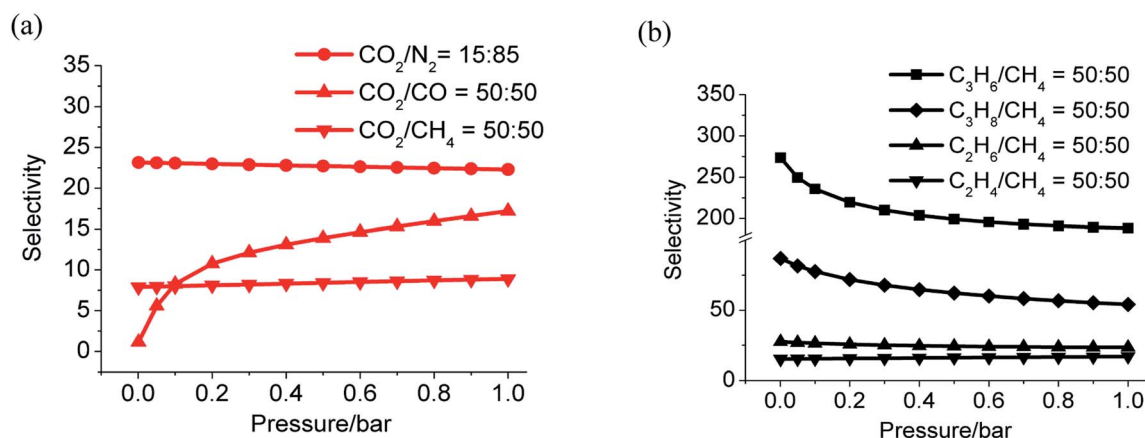 (a)
CO₂/N₂= 15:85
CO₂/CO = 50:50
CO₂/CH₄ = 50:50
35
30
25
20
15
10
5
0
Selectivity
0.0 0.2 0.4 0.6 0.8 1.0
Pressure/bar
(b)
C₃H₆/CH₄ = 50:50
C₃H₈/CH₄ = 50:50
C₂H₆/CH₄ = 50:50
C₂H₄/CH₄ = 50:50
350
300
250
200
50
0
Selectivity
0.0 0.2 0.4 0.6 0.8 1.0
Pressure/bar